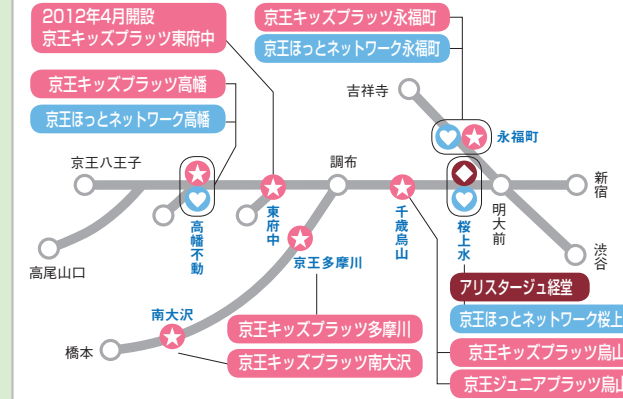 2012年4月開設
京王キッズプラッツ東府中
京王キッズプラッツ永福町
京王ほっとネットワーク永福町
京王キッズプラッツ高幡
京王ほっとネットワーク高幡
吉祥寺
永福町
京王八王子
調布
新宿
高幡不動
東府中
千歳烏山
桜上水
明大前
渋谷
高尾山口
京王多摩川
アリスタージュ経堂
南大沢
京王ほっとネットワーク桜上
京王キッズプラッツ多摩川
橋本
京王キッズプラッツ烏山
京王キッズプラッツ南大沢
京王ジュニアプラッツ烏山